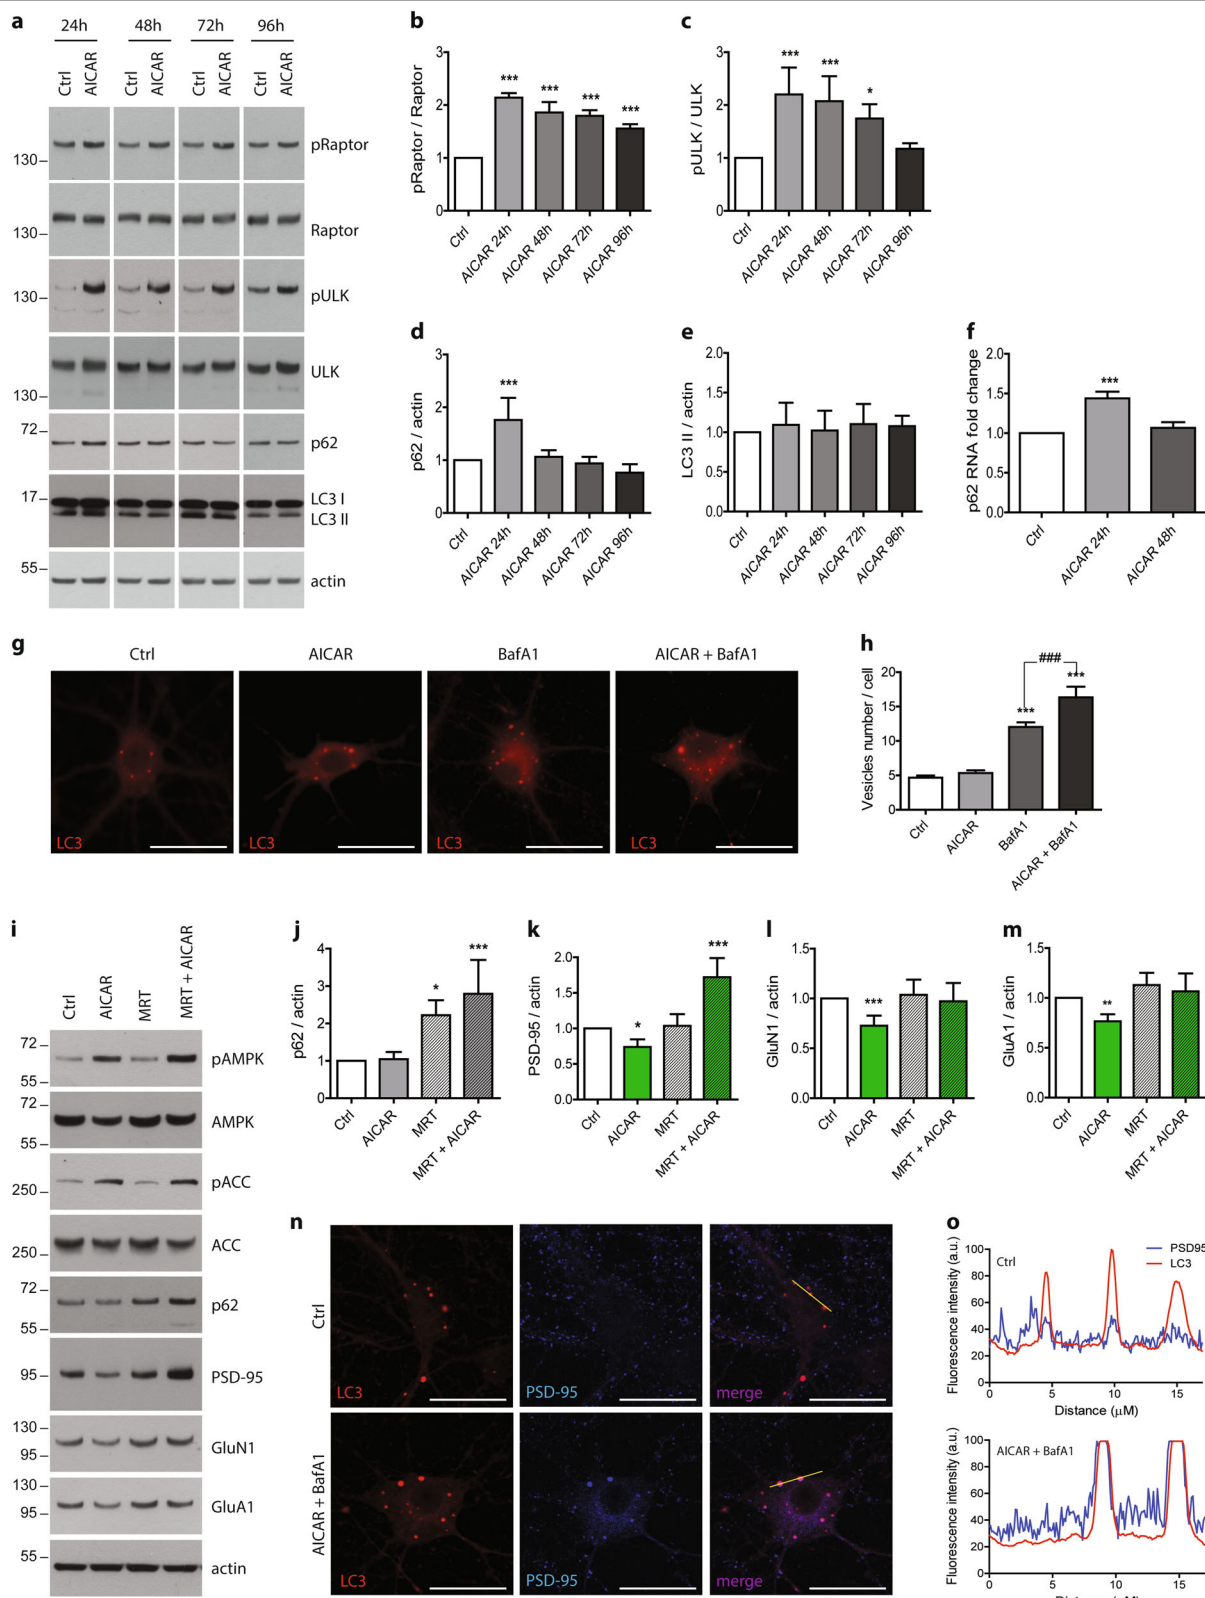 a
24h 48h 72h 96h
Ctrl AICAR Ctrl AICAR Ctrl AICAR Ctrl AICAR
130 pRaptor
130 Raptor
130 pULK
130 ULK
72 p62
17 LC3 I
LC3 II
55 actin
b
pRaptor / Raptor
3
2
1
0
*** *** *** ***
Ctrl AICAR 24h AICAR 48h AICAR 72h AICAR 96h
c
pULK / ULK
3
2
1
0
*** *** *
Ctrl AICAR 24h AICAR 48h AICAR 72h AICAR 96h
d
p62 / actin
3
2
1
0
***
Ctrl AICAR 24h AICAR 48h AICAR 72h AICAR 96h
e
LC3 II / actin
2.0
1.5
1.0
0.5
0.0
Ctrl AICAR 24h AICAR 48h AICAR 72h AICAR 96h
f
p62 RNA fold change
2.0
1.5
1.0
0.5
0.0
***
Ctrl AICAR 24h AICAR 48h
g
Ctrl AICAR BafA1 AICAR + BafA1
LC3 LC3 LC3 LC3
h
Vesicles number / cell
20
15
10
5
0
###
*** ***
Ctrl AICAR BafA1 AICAR + BafA1
i
Ctrl AICAR MRT MRT + AICAR
72
55 pAMPK
72
55 AMPK
250 pACC
250 ACC
72
55 p62
95 PSD-95
130
95 GluN1
130
95 GluA1
55 actin
j
p62 / actin
4
3
2
1
0
* ***
Ctrl AICAR MRT MRT + AICAR
k
PSD-95 / actin
2.0
1.5
1.0
0.5
0.0
* ***
Ctrl AICAR MRT MRT + AICAR
l
GluN1 / actin
1.5
1.0
0.5
0.0
***
Ctrl AICAR MRT MRT + AICAR
m
GluA1 / actin
1.5
1.0
0.5
0.0
**
Ctrl AICAR MRT MRT + AICAR
n
Ctrl
LC3 PSD-95 merge
AICAR + BafA1
LC3 PSD-95 merge
o
Fluorescence intensity (a.u.)
Ctrl
PSD95
LC3
100
80
60
40
20
0
0 5 10 15
Distance (µM)
Fluorescence intensity (a.u.)
AICAR + BafA1
100
80
60
40
20
0
0 5 10 15
Distance (µM)